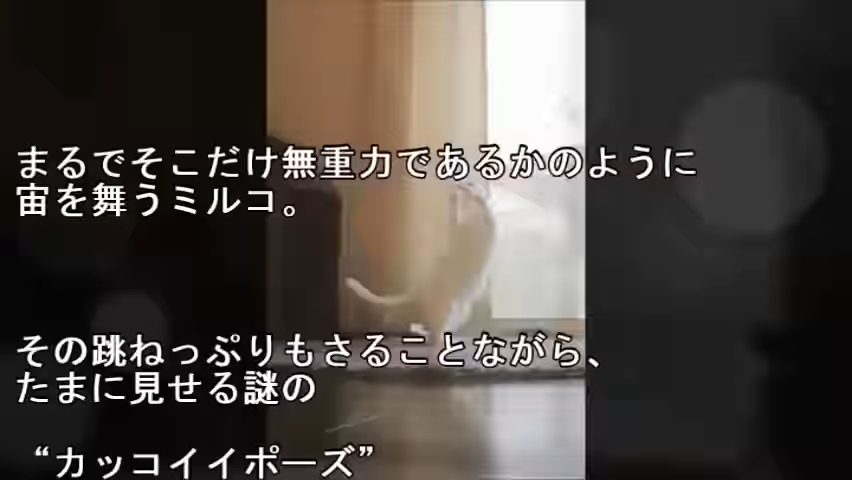 まるでそこだけ無重力であるかのように
宙を舞うミルコ。
その跳ねっぷりもさることながら、
たまに見せる謎の
“カッコイイポーズ”